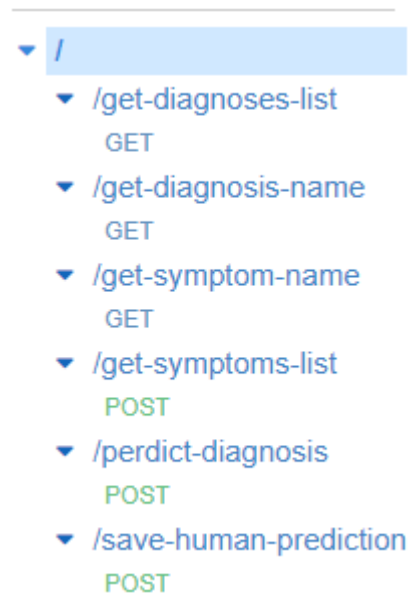 /
/get-diagnoses-list
GET
/get-diagnosis-name
GET
/get-symptom-name
GET
/get-symptoms-list
POST
/perdict-diagnosis
POST
/save-human-prediction
POST